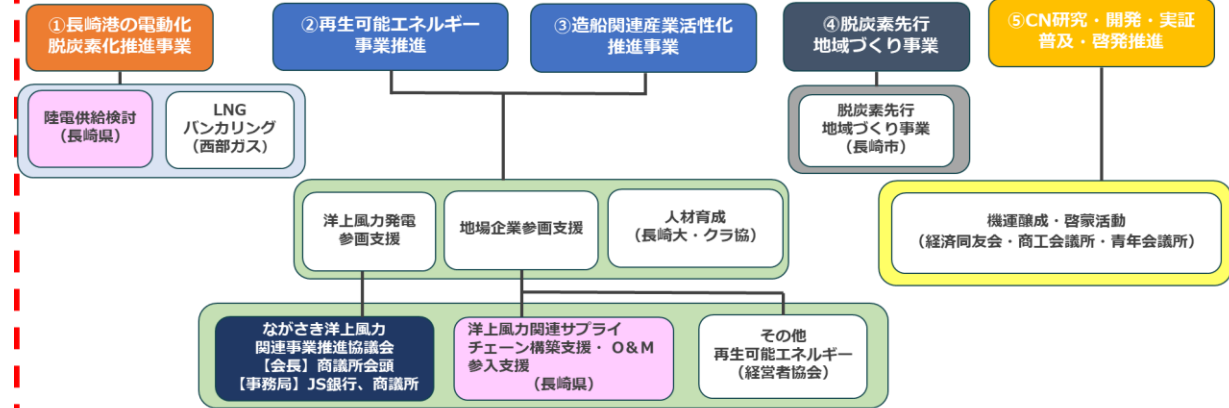 ①長崎港の電動化
脱炭素化推進事業
②再生可能エネルギー
事業推進
③造船関連産業活性化
推進事業
④脱炭素先行
地域づくり事業
⑤CN研究・開発・実証
普及・啓発推進
陸電供給検討
（長崎県）
LNG
バンカリング
（西部ガス）
脱炭素先行
地域づくり事業
（長崎市）
洋上風力発電
参画支援
地場企業参画支援
人材育成
（長崎大・クラ協）
機運醸成・啓蒙活動
（経済同友会・商工会議所・青年会議所）
ながさき洋上風力
関連事業推進協議会
【会長】商議所会頭
【事務局】JS銀行、商議所
洋上風力関連サプライ
チェーン構築支援・ O&M
参入支援
（長崎県）
その他
再生可能エネルギー
（経営者協会）